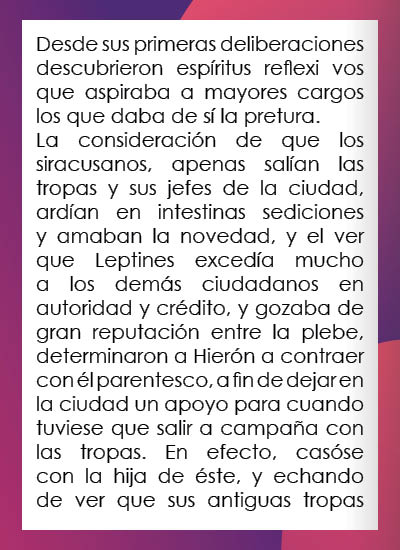 Desde sus primeras deliberaciones
descubrieron espíritus reflexi vos
que aspiraba a mayores cargos
los que daba de sí la pretura.
La consideración de que los
siracusanos, apenas salían las
tropas y sus jefes de la ciudad,
ardían en intestinas sediciones
y amaban la novedad, y el ver
que Leptines excedía mucho
a los demás ciudadanos en
autoridad y crédito, y gozaba de
gran reputación entre la plebe,
determinaron a Hierón a contraer
con él parentesco, a fin de dejar en
la ciudad un apoyo para cuando
tuviese que salir a campaña con
las tropas. En efecto, casóse
con la hija de éste, y echando
de ver que sus antiguas tropas